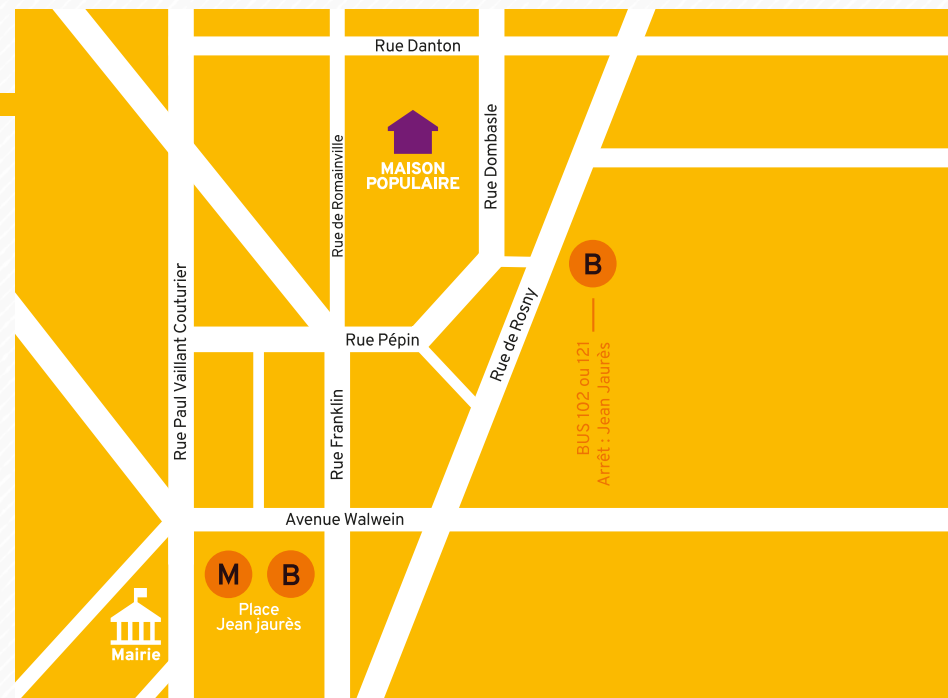 Rue Danton
Rue Dombasle
Rue de Romainville
MAISON
POPULAIRE
B
Rue Paul Vaillant Couturier
Rue de Rosny
Rue Pépin
BUS 102 ou 121
Arrêt : Jean Jaurès
Rue Franklin
Avenue Walwein
M
B
Place
Jean jaurès
Mairie